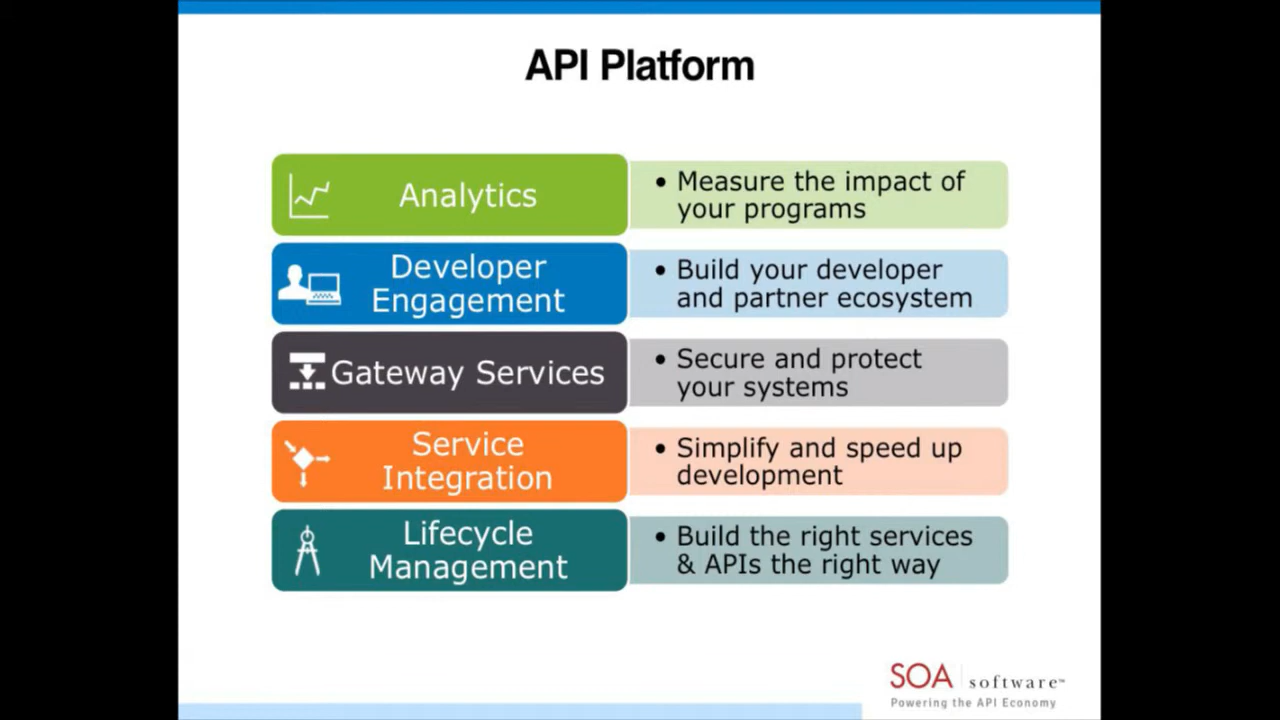 API Platform
Analytics
• Measure the impact of
your programs
Developer
Engagement
• Build your developer
and partner ecosystem
Gateway Services
• Secure and protect
your systems
Service
Integration
• Simplify and speed up
development
Lifecycle
Management
• Build the right services
& APIs the right way
SOA software™
Powering the API Economy